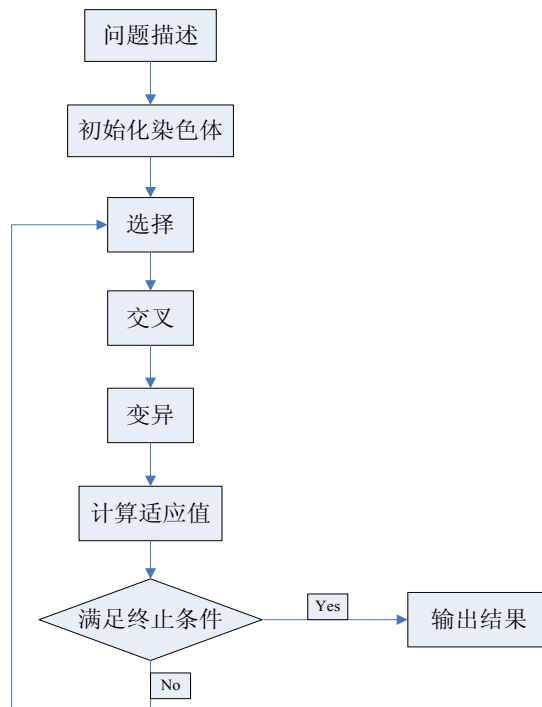 问题描述
初始化染色体
选择
交叉
变异
计算适应值
满足终止条件
Yes
输出结果
No